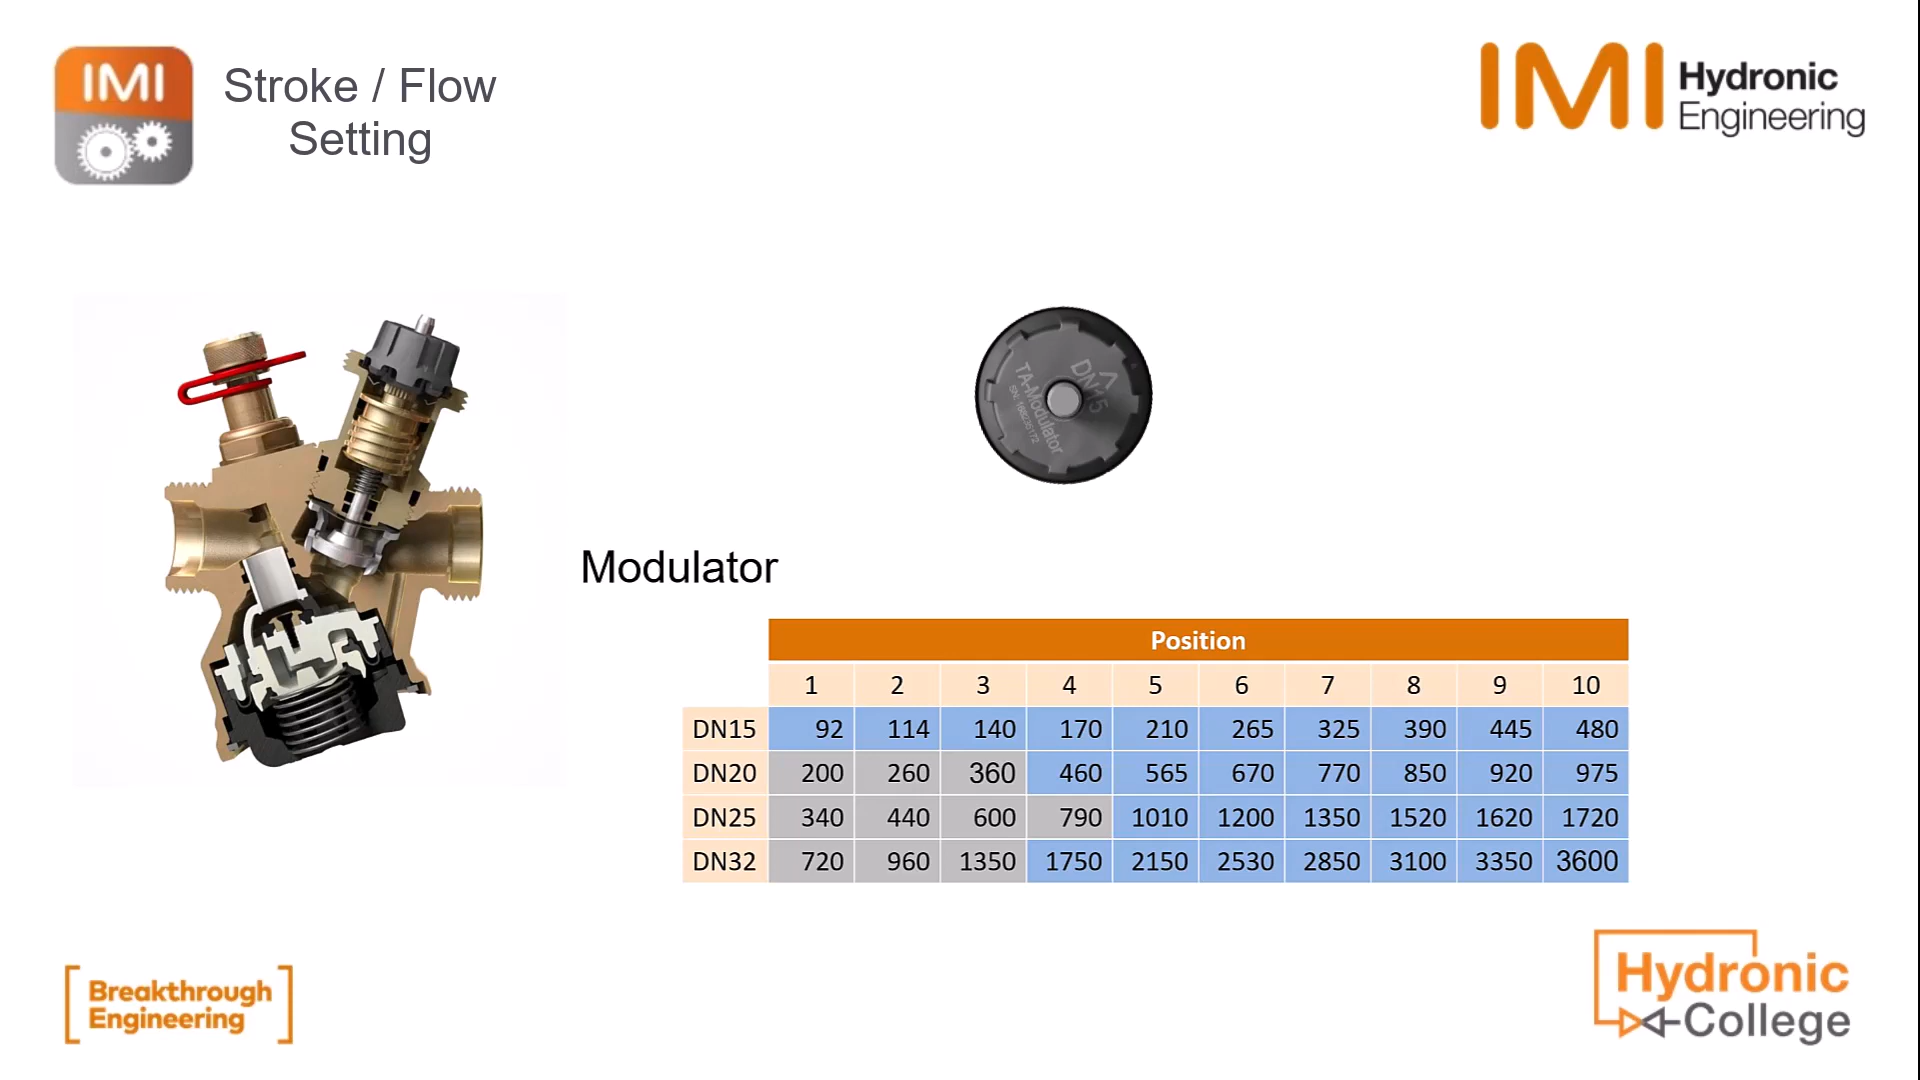 IMI
Stroke / Flow
Setting
IMI Hydronic
Engineering
DN15
TA-Modulator
Modulator
Position
1 2 3 4 5 6 7 8 9 10
DN15 92 114 140 170 210 265 325 390 445 480
DN20 200 260 360 460 565 670 770 850 920 975
DN25 340 440 600 790 1010 1200 1350 1520 1620 1720
DN32 720 960 1350 1750 2150 2530 2850 3100 3350 3600
Breakthrough
Engineering
Hydronic
College